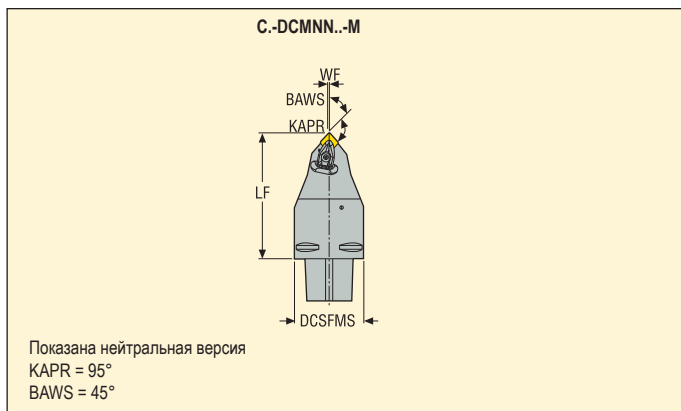 C.-DCMNN..-M
WF
BAWS
KAPR
LF
DCSFMS
Показана нейтральная версия
KAPR = 95°
BAWS = 45°